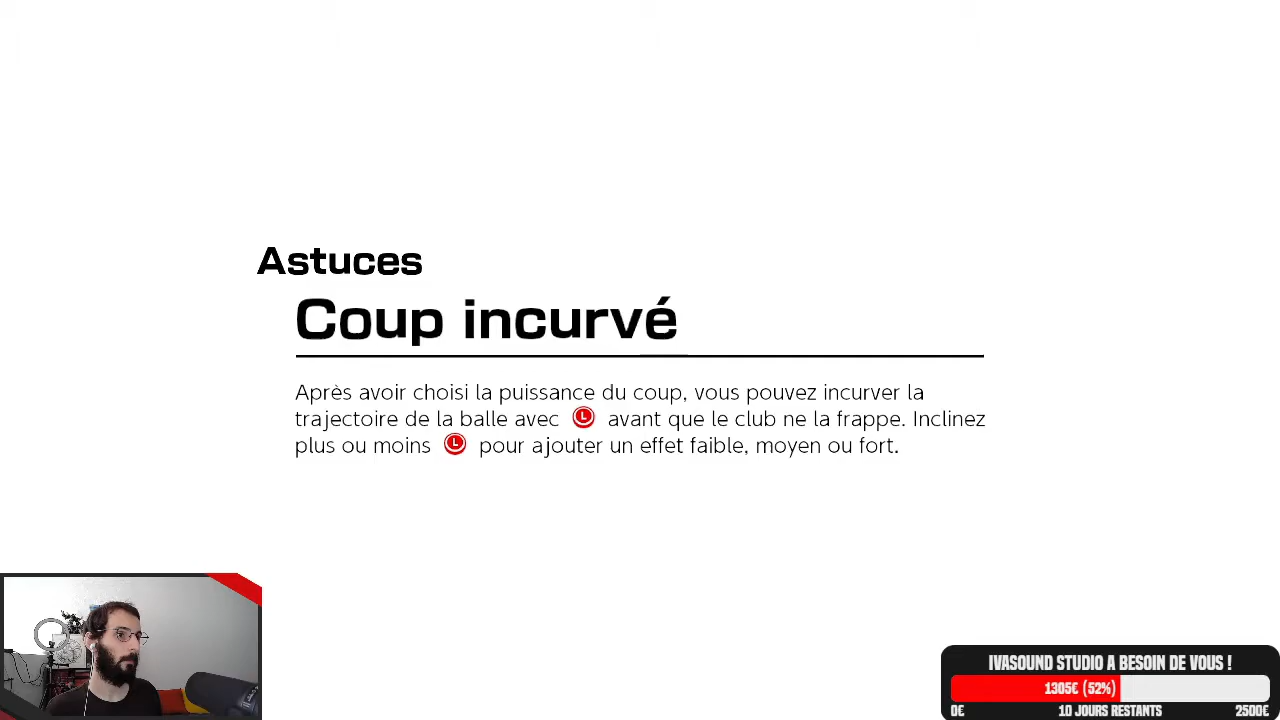 Astuces
Coup incurvé
Après avoir choisi la puissance du coup, vous pouvez incurver la
trajectoire de la balle avec L avant que le club ne la frappe. Inclinez
plus ou moins L pour ajouter un effet faible, moyen ou fort.
IVASOUND STUDIO A BESOIN DE VOUS !
1305€ (52%)
0€ 10 JOURS RESTANTS 2500€